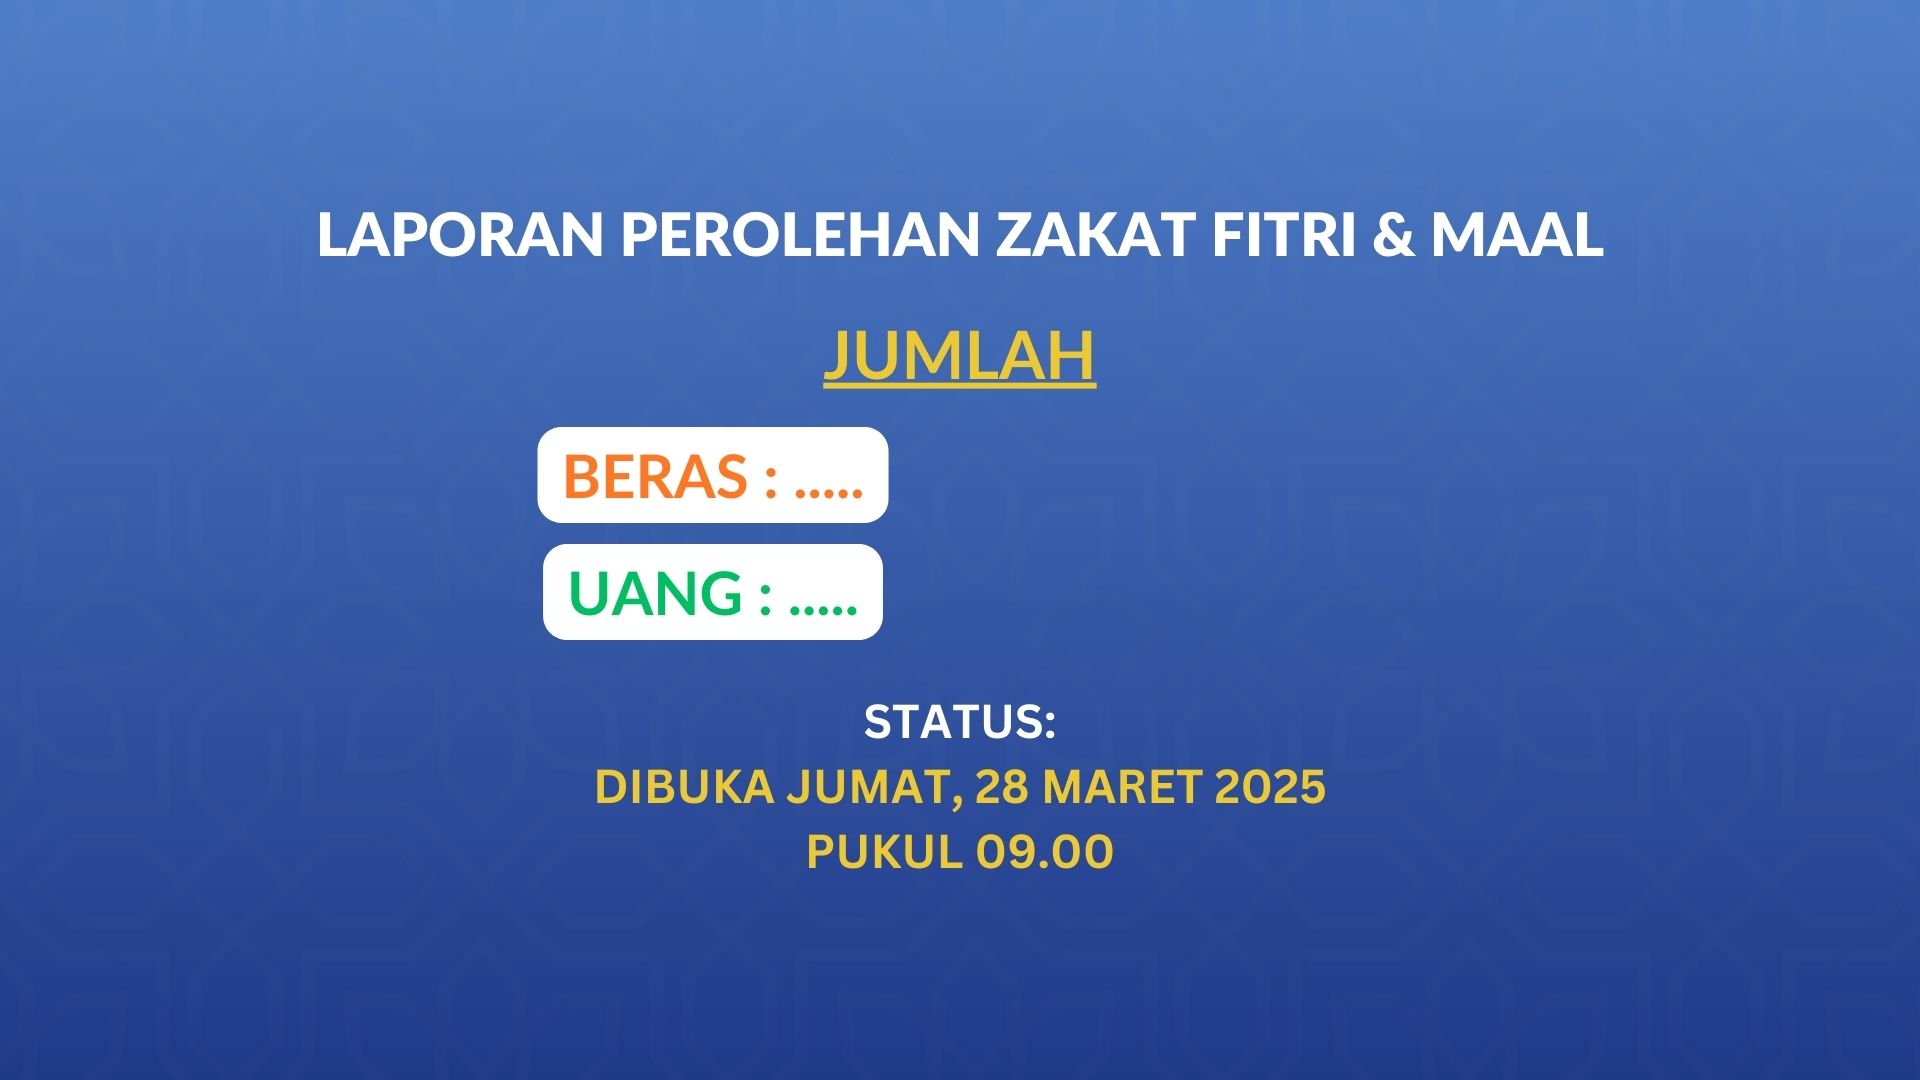 LAPORAN PEROLEHAN ZAKAT FITRI & MAAL
JUMLAH
BERAS : .....
UANG : .....
STATUS:
DIBUKA JUMAT, 28 MARET 2025
PUKUL 09.00